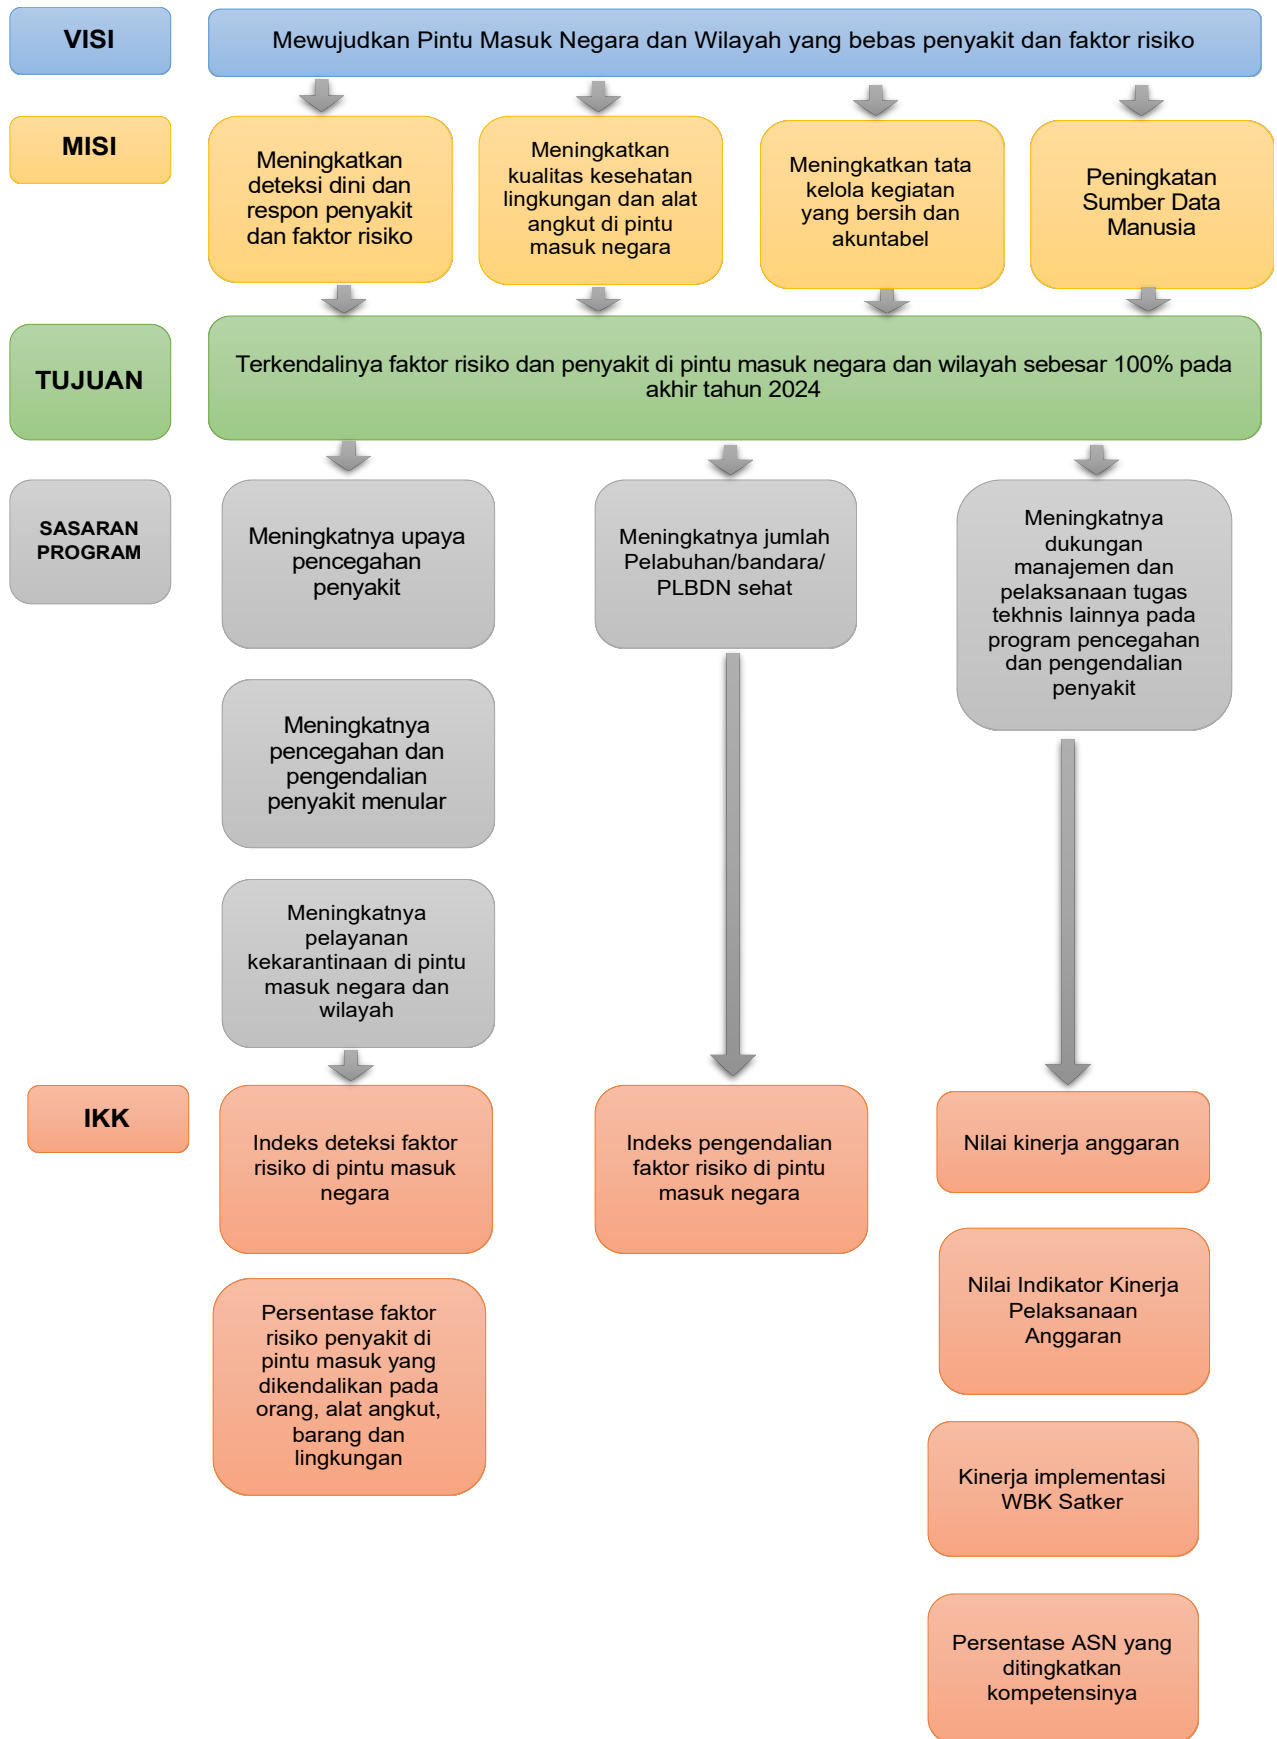 VISI
Mewujudkan Pintu Masuk Negara dan Wilayah yang bebas penyakit dan faktor risiko
MISI
Meningkatkan
deteksi dini dan
respon penyakit
dan faktor risiko
Meningkatkan
kualitas kesehatan
lingkungan dan alat
angkut di pintu
masuk negara
Meningkatkan tata
kelola kegiatan
yang bersih dan
akuntabel
Peningkatan
Sumber Data
Manusia
TUJUAN
Terkendalinya faktor risiko dan penyakit di pintu masuk negara dan wilayah sebesar 100% pada
akhir tahun 2024
SASARAN
PROGRAM
Meningkatnya upaya
pencegahan
penyakit
Meningkatnya jumlah
Pelabuhan/bandara/
PLBDN sehat
Meningkatnya
dukungan
manajemen dan
pelaksanaan tugas
tekhnis lainnya pada
program pencegahan
dan pengendalian
penyakit
Meningkatnya
pencegahan dan
pengendalian
penyakit menular
Meningkatnya
pelayanan
kekarantinaan di pintu
masuk negara dan
wilayah
IKK
Indeks deteksi faktor
risiko di pintu masuk
negara
Indeks pengendalian
faktor risiko di pintu
masuk negara
Nilai kinerja anggaran
Persentase faktor
risiko penyakit di
pintu masuk yang
dikendalikan pada
orang, alat angkut,
barang dan
lingkungan
Nilai Indikator Kinerja
Pelaksanaan
Anggaran
Kinerja implementasi
WBK Satker
Persentase ASN yang
ditingkatkan
kompetensinya